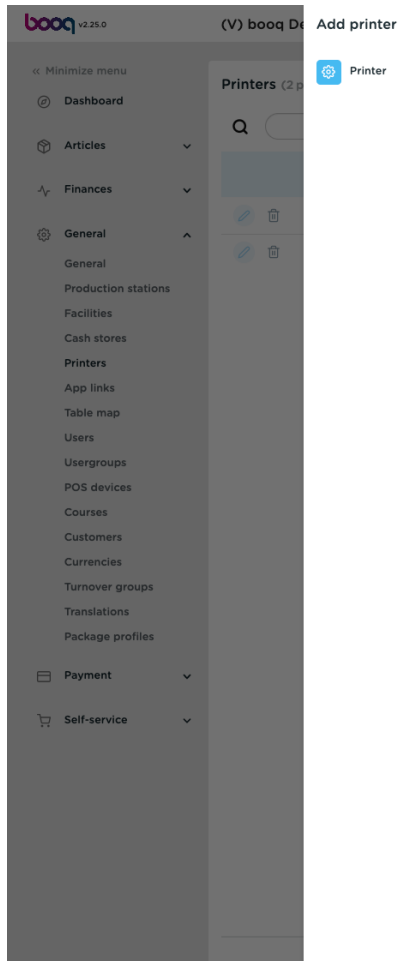 booq v2.25.0
(V) booq De
Add printer
« Minimize menu
Printer
Dashboard
Printers (2 p
Articles
Finances
General
General
Production stations
Facilities
Cash stores
Printers
App links
Table map
Users
Usergroups
POS devices
Courses
Customers
Currencies
Turnover groups
Translations
Package profiles
Payment
Self-service